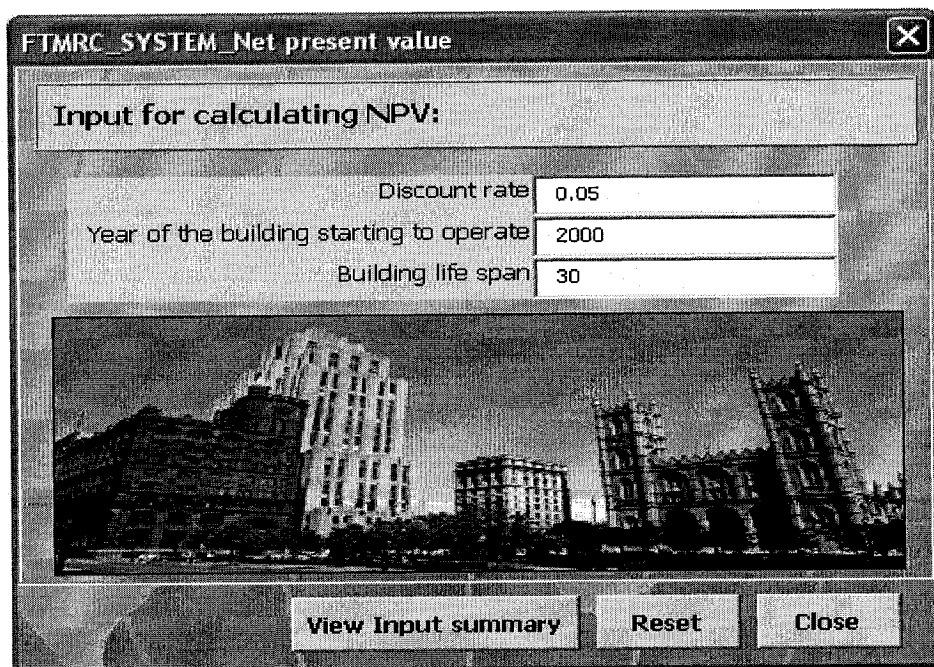 FTMRC_SYSTEM_Net present value
Input for calculating NPV:
Discount rate 0.05
Year of the building starting to operate 2000
Building life span 30
View Input summary Reset Close